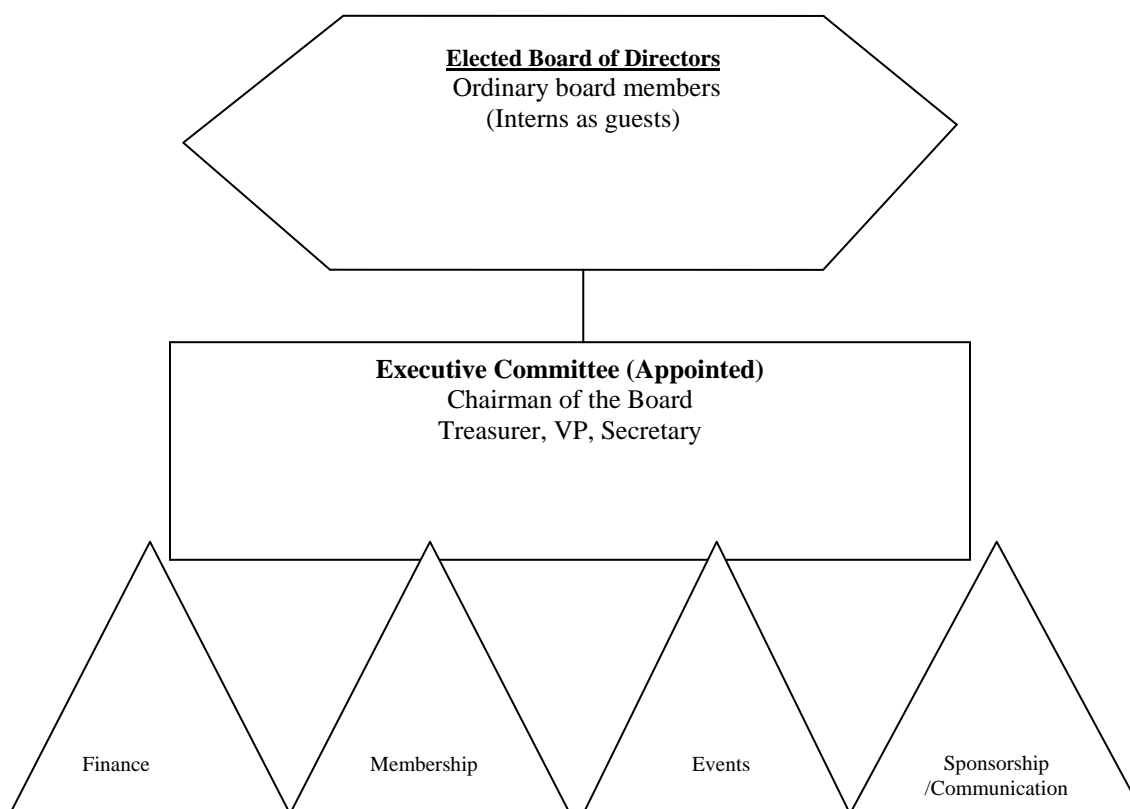 Elected Board of Directors
Ordinary board members
(Interns as guests)
Executive Committee (Appointed)
Chairman of the Board
Treasurer, VP, Secretary
Finance
Membership
Events
Sponsorship
/Communication